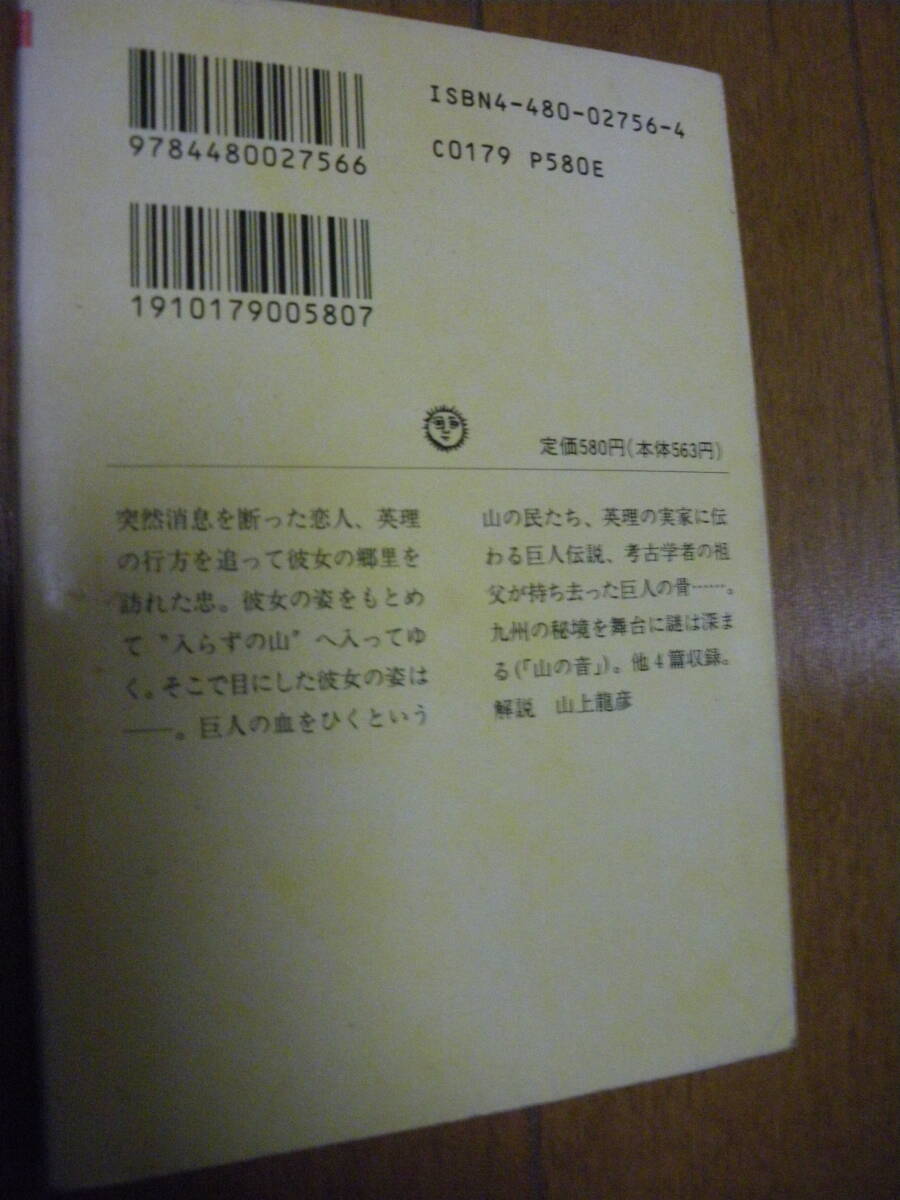 9784480027566
ISBN4-480-02756-4
C0179 P580E
1910179005807
定価580円(本体563円)
突然消息を断った恋人、英理
の行方を追って彼女の郷里を
訪れた忠。彼女の姿をもとめ
て〝入らずの山〟へ入ってゆ
く。そこで目にした彼女の姿は
――。巨人の血をひくという
山の民たち、英理の実家に伝
わる巨人伝説、考古学者の祖
父が持ち去った巨人の骨……。
九州の秘境を舞台に謎は深ま
る(「山の音」)。他4篇収録。
解説 山上龍彦